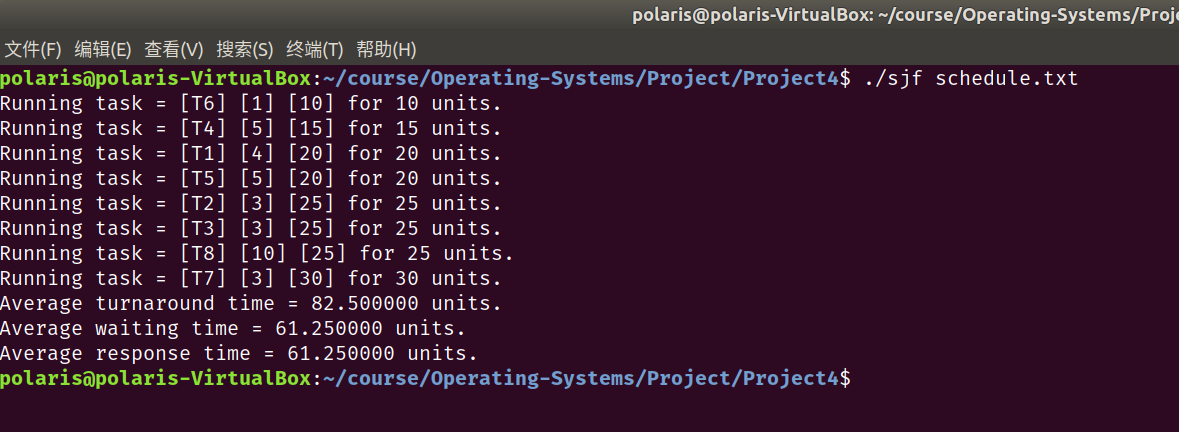 polaris@polaris-VirtualBox: ~/course/Operating-Systems/Proje
文件(F) 编辑(E) 查看(V) 搜索(S) 终端(T) 帮助(H)
polaris@polaris-VirtualBox:~/course/Operating-Systems/Project/Project4$ ./sjf schedule.txt
Running task = [T6] [1] [10] for 10 units.
Running task = [T4] [5] [15] for 15 units.
Running task = [T1] [4] [20] for 20 units.
Running task = [T5] [5] [20] for 20 units.
Running task = [T2] [3] [25] for 25 units.
Running task = [T3] [3] [25] for 25 units.
Running task = [T8] [10] [25] for 25 units.
Running task = [T7] [3] [30] for 30 units.
Average turnaround time = 82.500000 units.
Average waiting time = 61.250000 units.
Average response time = 61.250000 units.
polaris@polaris-VirtualBox:~/course/Operating-Systems/Project/Project4$